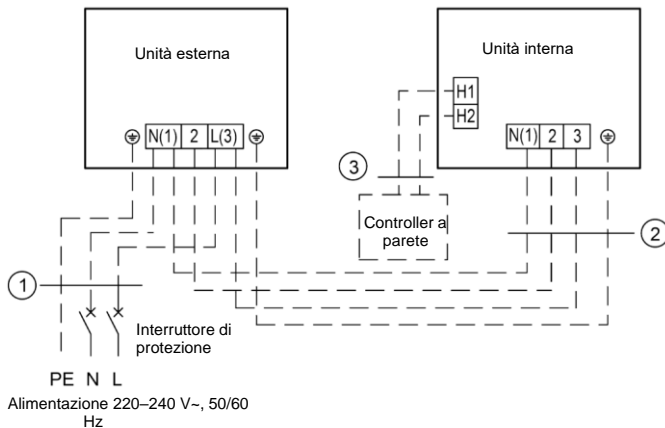 Unità esterna
Unità interna
H1
H2
N(1) 2 L(3)
N(1) 2 3
3
Controller a
parete
2
1
Interruttore di
protezione
PE N L
Alimentazione 220–240 V~, 50/60
Hz